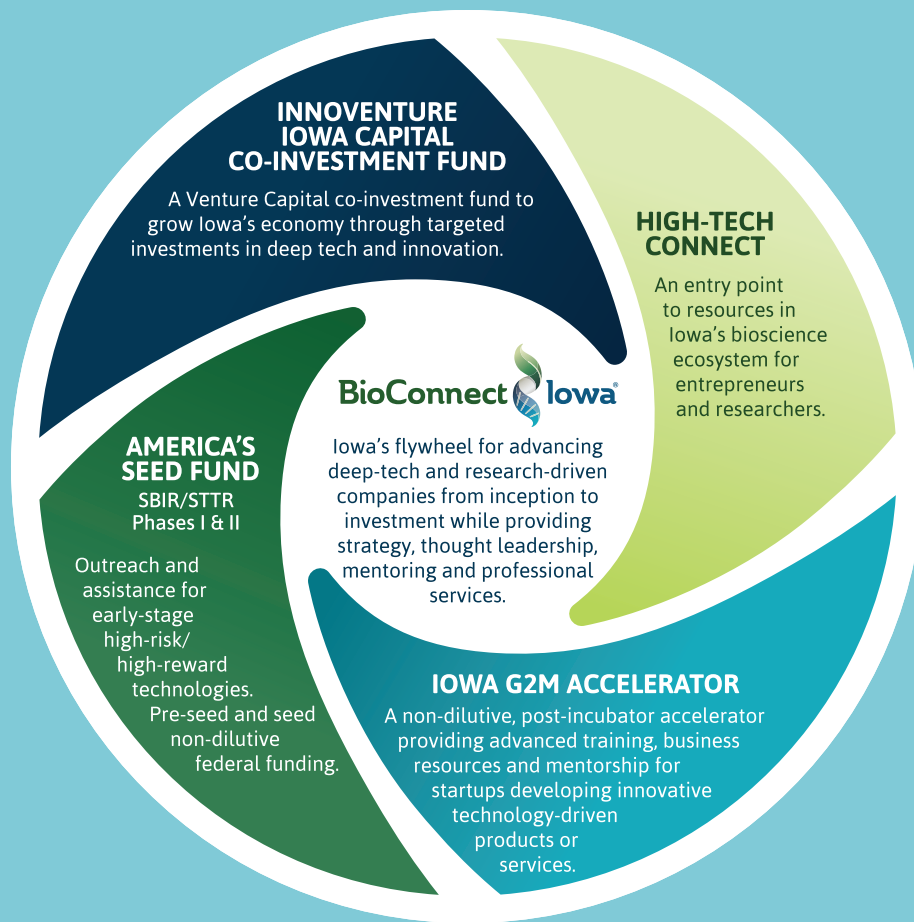 INNOVENTURE
IOWA CAPITAL
CO-INVESTMENT FUND
A Venture Capital co-investment fund to
grow Iowa's economy through targeted
investments in deep tech and innovation.
HIGH-TECH
CONNECT
An entry point
to resources in
Iowa's bioscience
ecosystem for
entrepreneurs
and researchers.
BioConnect Iowa®
Iowa's flywheel for advancing
deep-tech and research-driven
companies from inception to
investment while providing
strategy, thought leadership,
mentoring and professional
services.
AMERICA'S
SEED FUND
SBIR/STTR
Phases I & II
Outreach and
assistance for
early-stage
high-risk/
high-reward
technologies.
Pre-seed and seed
non-dilutive
federal funding.
IOWA G2M ACCELERATOR
A non-dilutive, post-incubator accelerator
providing advanced training, business
resources and mentorship for
startups developing innovative
technology-driven
products or
services.